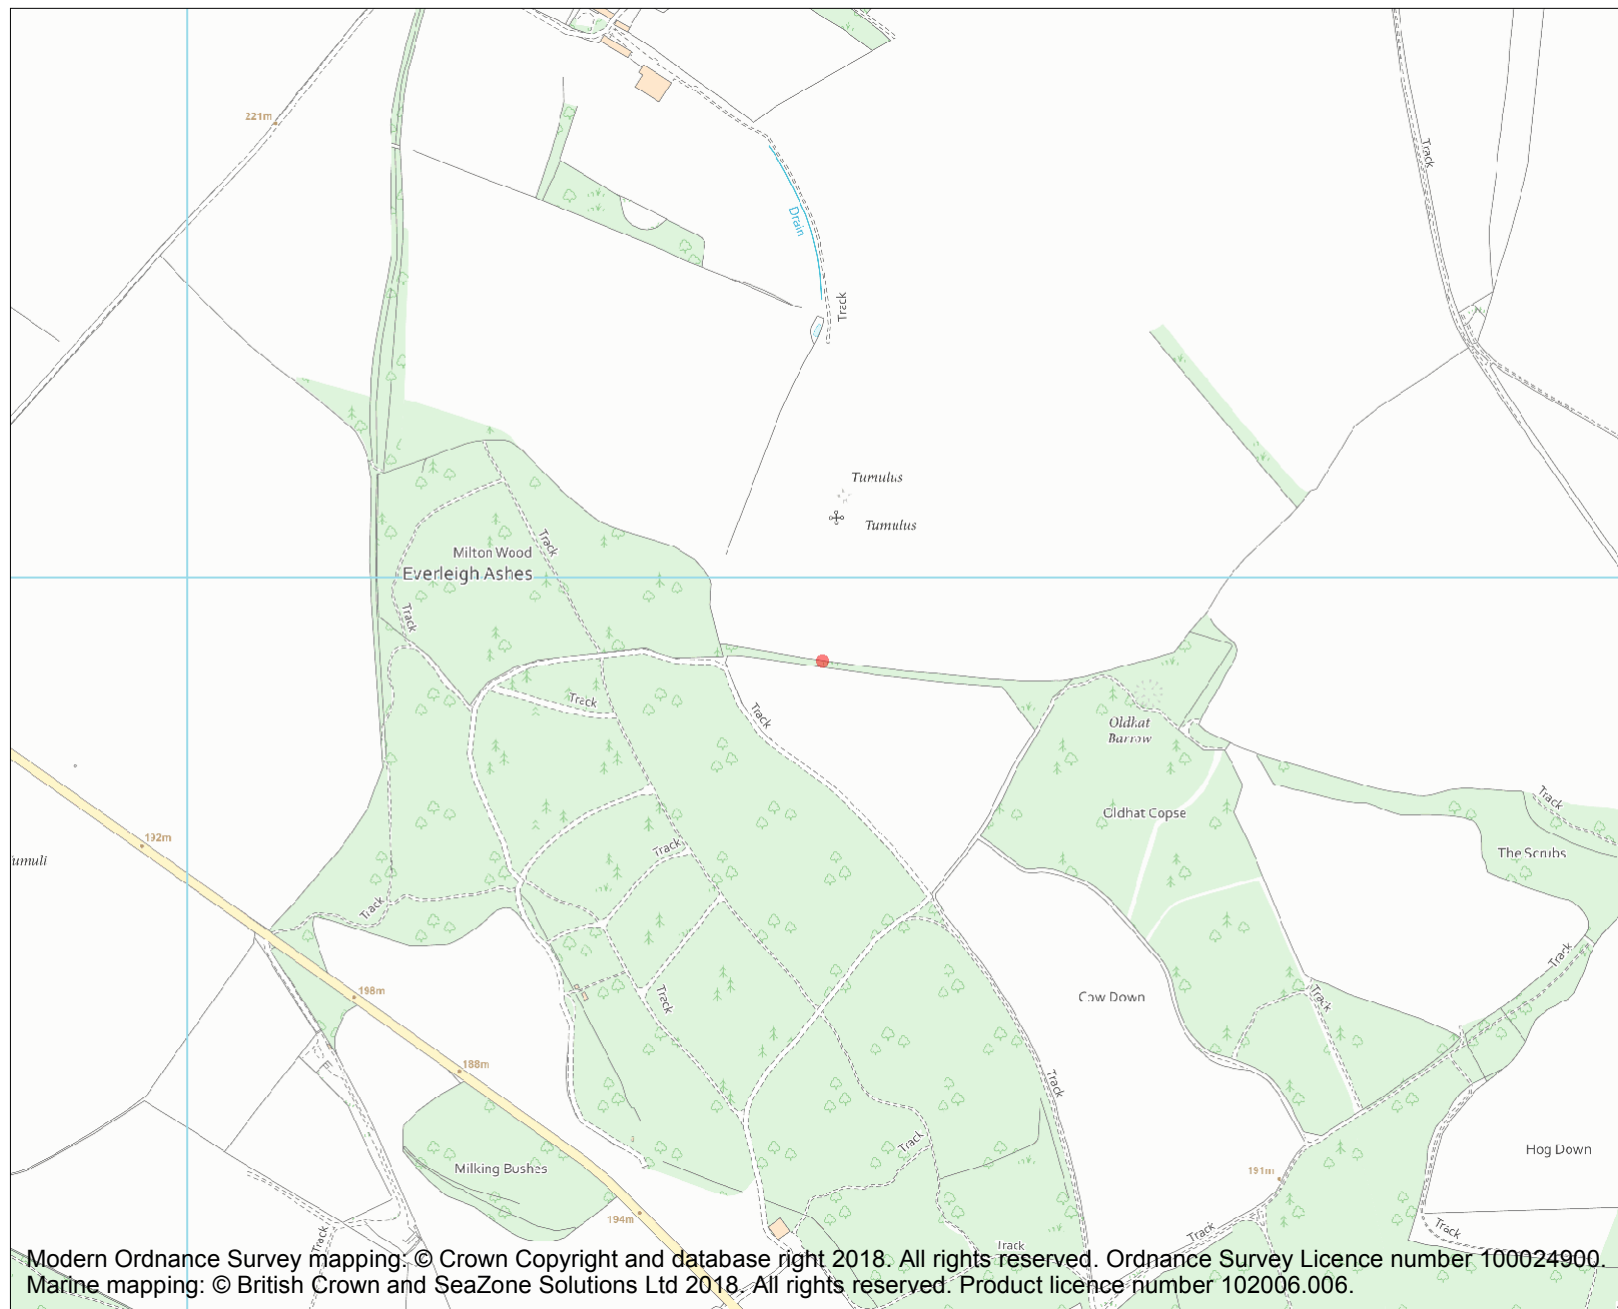 221m
Track
Drain
Track
Tumulus
Tumulus
Track
Milton Wood
Everleigh Ashes
Track
Track
Track
Oldhat
Barrow
Track
Oldhat Copse
192m
Track
The Scrubs
Track
Track
198m
Track
Cow Down
Track
188m
Track
Track
Milking Bushes
Hog Down
191m
194m
Track
Track
Track
Track
Modern Ordnance Survey mapping: © Crown Copyright and database right 2018. All rights reserved. Ordnance Survey Licence number 100024900.
Marine mapping: © British Crown and SeaZone Solutions Ltd 2018. All rights reserved. Product licence number 102006.006.